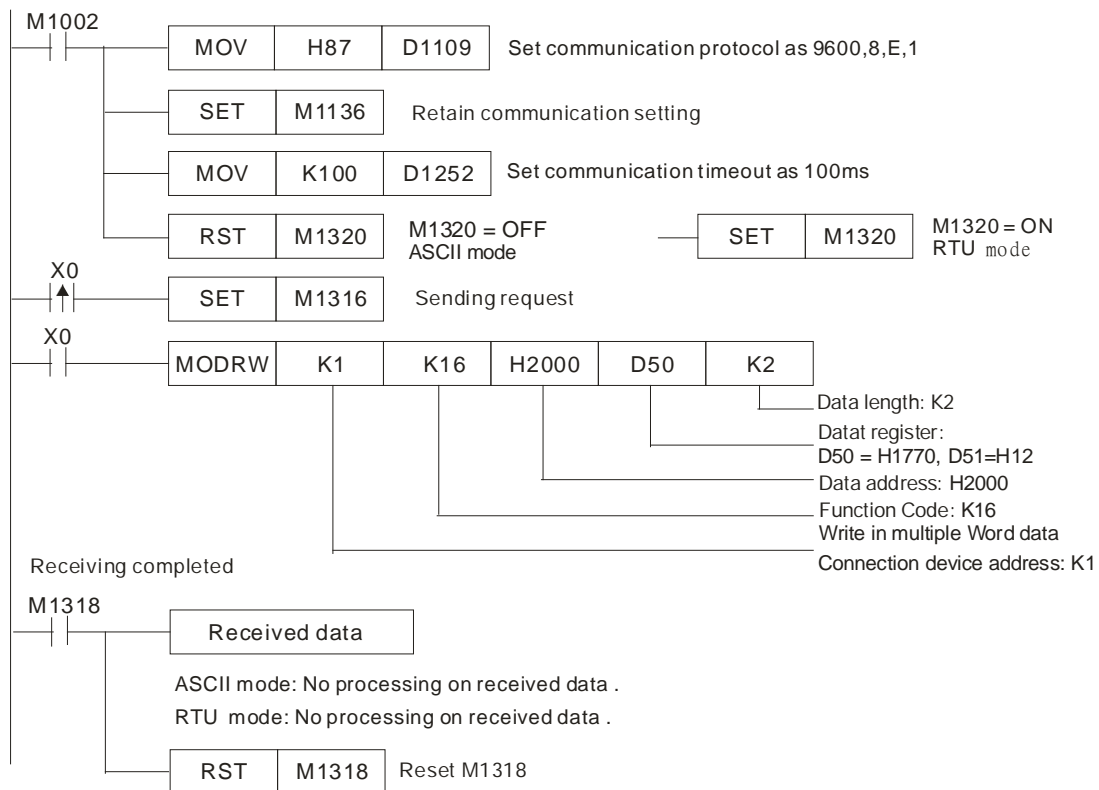 M1002
MOV H87 D1109 Set communication protocol as 9600,8,E,1
SET M1136 Retain communication setting
MOV K100 D1252 Set communication timeout as 100ms
RST M1320 M1320 = OFF
ASCII mode
SET M1320 M1320 = ON
RTU mode
X0
SET M1316 Sending request
X0
MODRW K1 K16 H2000 D50 K2
Data length: K2
Datat register:
D50 = H1770, D51=H12
Data address: H2000
Function Code: K16
Write in multiple Word data
Connection device address: K1
Receiving completed
M1318
Received data
ASCII mode: No processing on received data .
RTU mode: No processing on received data .
RST M1318 Reset M1318